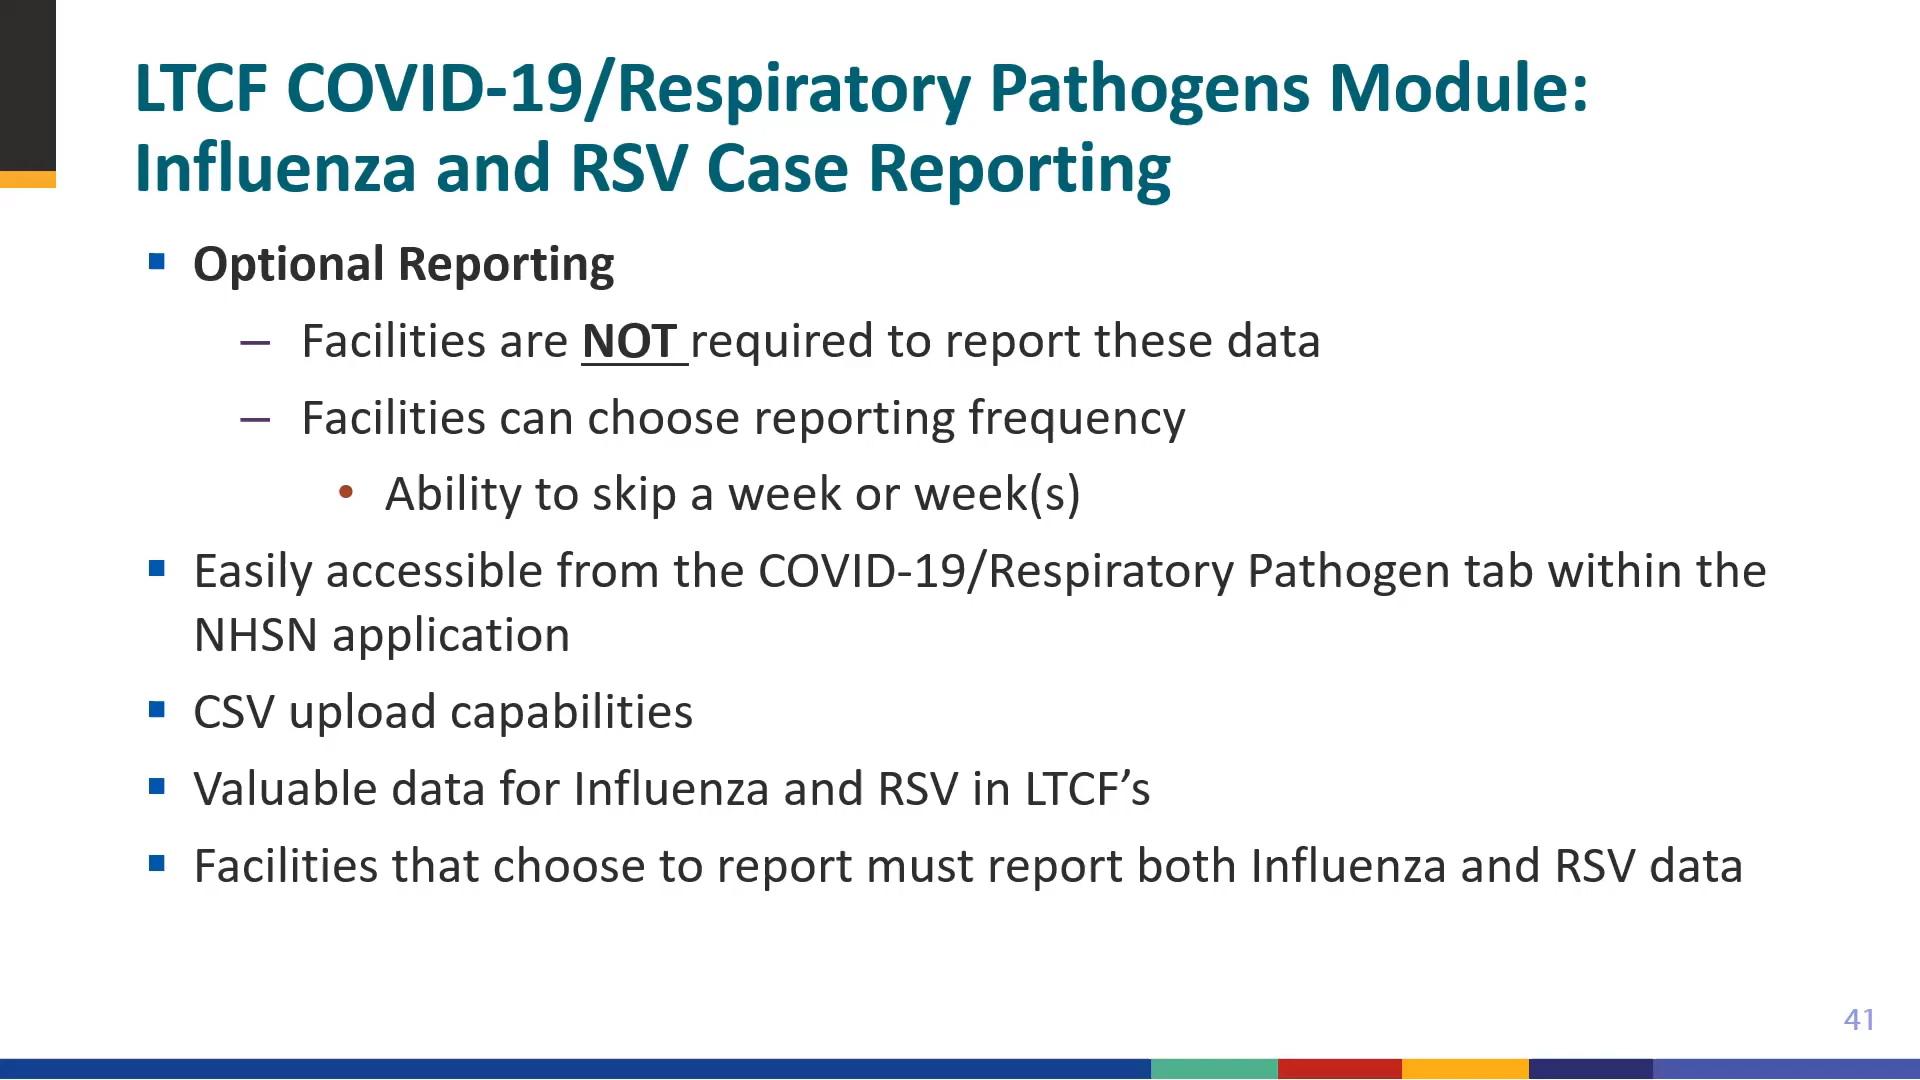 LTCF COVID-19/Respiratory Pathogens Module:
Influenza and RSV Case Reporting
▪ Optional Reporting
– Facilities are NOT required to report these data
– Facilities can choose reporting frequency
• Ability to skip a week or week(s)
▪ Easily accessible from the COVID-19/Respiratory Pathogen tab within the
NHSN application
▪ CSV upload capabilities
▪ Valuable data for Influenza and RSV in LTCF’s
▪ Facilities that choose to report must report both Influenza and RSV data
41